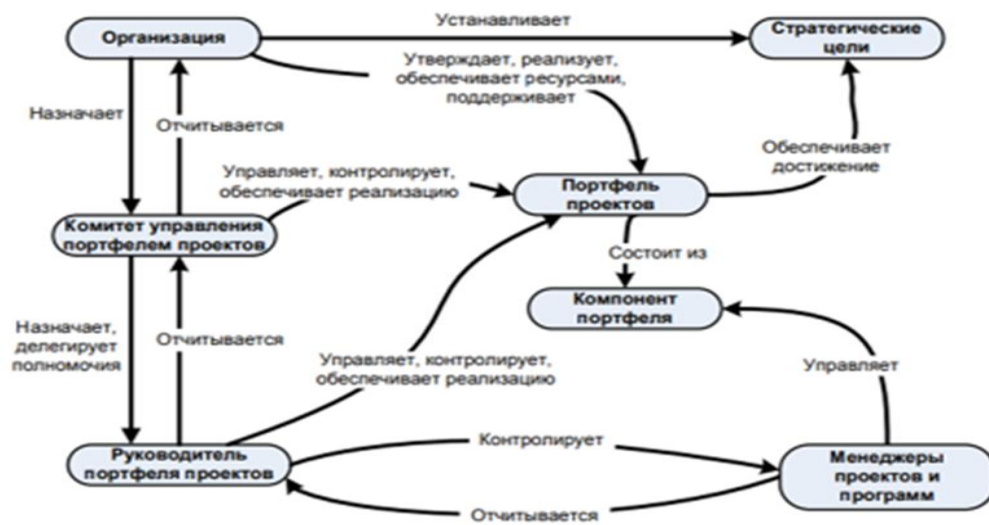 Устанавливает
Организация
Стратегические
цели
Утверждает, реализует,
обеспечивает ресурсами,
поддерживает
Назначает
Отчитывается
Обеспечивает
достижение
Управляет, контролирует,
обеспечивает реализацию
Портфель
проектов
Комитет управления
портфелем проектов
Состоит из
Компонент
портфеля
Назначает,
делегирует
полномочия
Отчитывается
Управляет, контролирует,
обеспечивает реализацию
Управляет
Контролирует
Руководитель
портфеля проектов
Менеджеры
проектов и
программ
Отчитывается